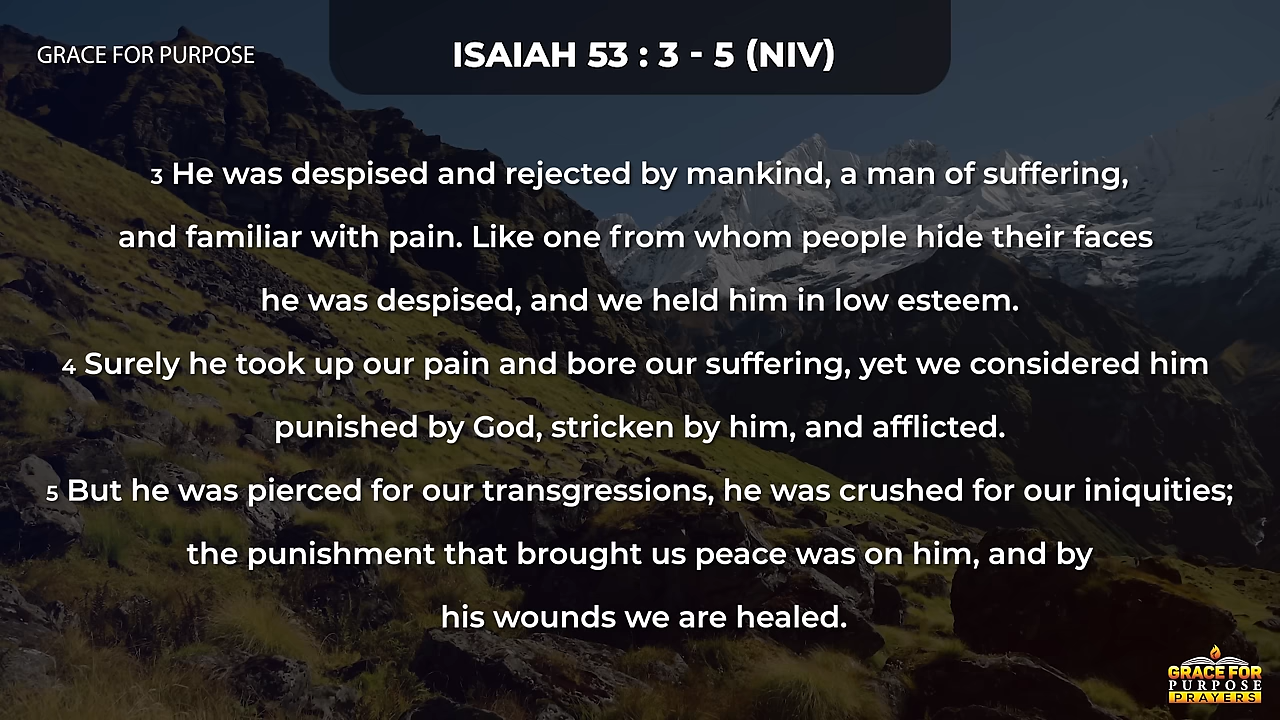 GRACE FOR PURPOSE
ISAIAH 53 : 3 - 5 (NIV)
3 He was despised and rejected by mankind, a man of suffering,
and familiar with pain. Like one from whom people hide their faces
he was despised, and we held him in low esteem.
4 Surely he took up our pain and bore our suffering, yet we considered him
punished by God, stricken by him, and afflicted.
5 But he was pierced for our transgressions, he was crushed for our iniquities;
the punishment that brought us peace was on him, and by
his wounds we are healed.
GRACE FOR
PURPOSE
PRAYERS